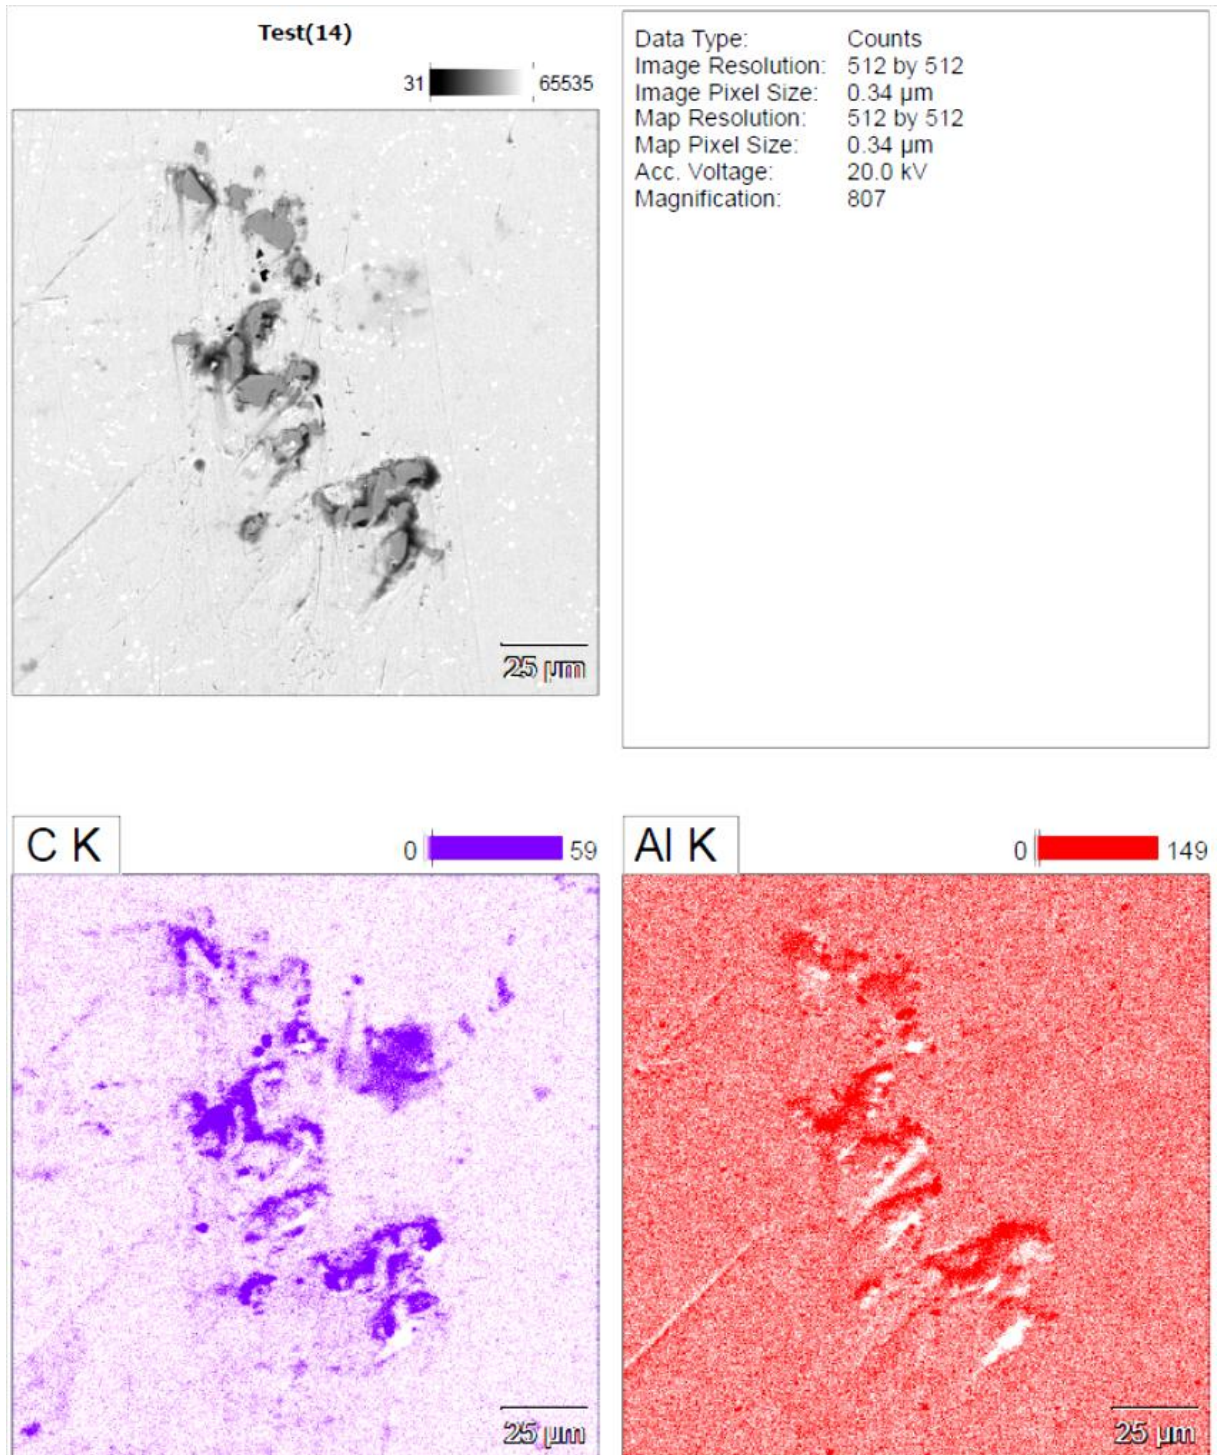 Test(14)
31 65535
25 µm
Data Type: Counts
Image Resolution: 512 by 512
Image Pixel Size: 0.34 µm
Map Resolution: 512 by 512
Map Pixel Size: 0.34 µm
Acc. Voltage: 20.0 kV
Magnification: 807
C K
0 59
25 µm
Al K
0 149
25 µm